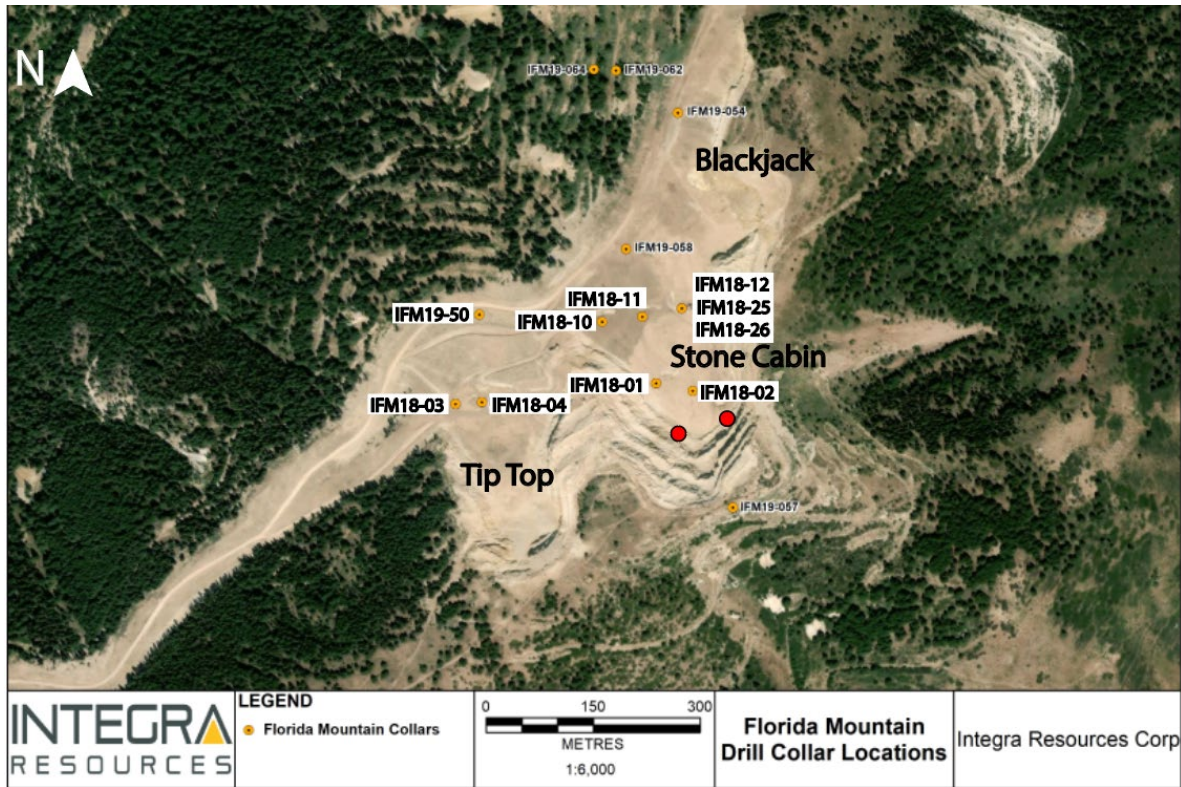 N
IFM19-064
IFM19-062
IFM19-054
Blackjack
IFM19-058
IFM18-12
IFM18-25
IFM18-26
IFM18-11
IFM19-50
IFM18-10
Stone Cabin
IFM18-01
IFM18-02
IFM18-03
IFM18-04
Tip Top
IFM19-057
INTEGRA
RESOURCES
LEGEND
Florida Mountain Collars
0 150 300
METRES
1:6,000
Florida Mountain
Drill Collar Locations
Integra Resources Corp